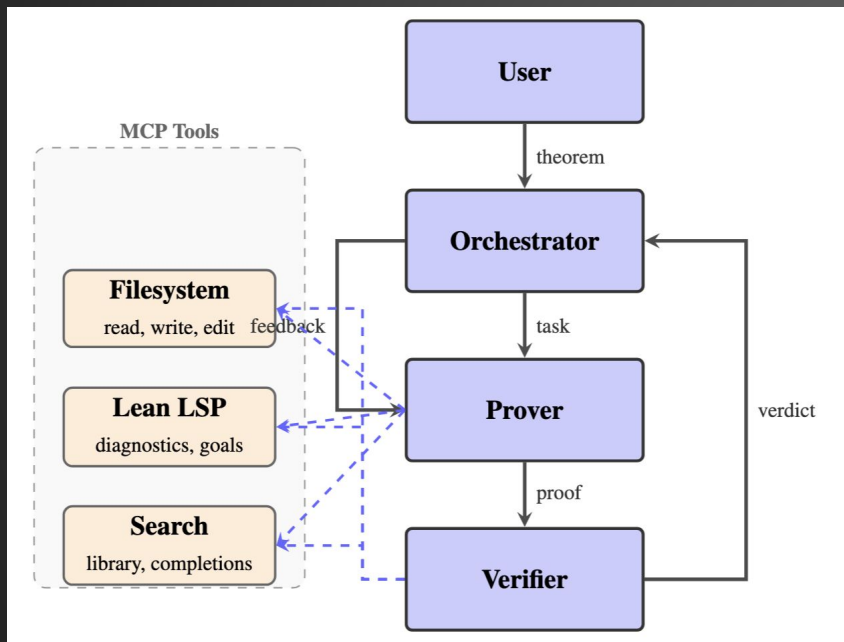 User
MCP Tools
theorem
Orchestrator
Filesystem
read, write, edit
feedback
task
Lean LSP
diagnostics, goals
Prover
verdict
proof
Search
library, completions
Verifier